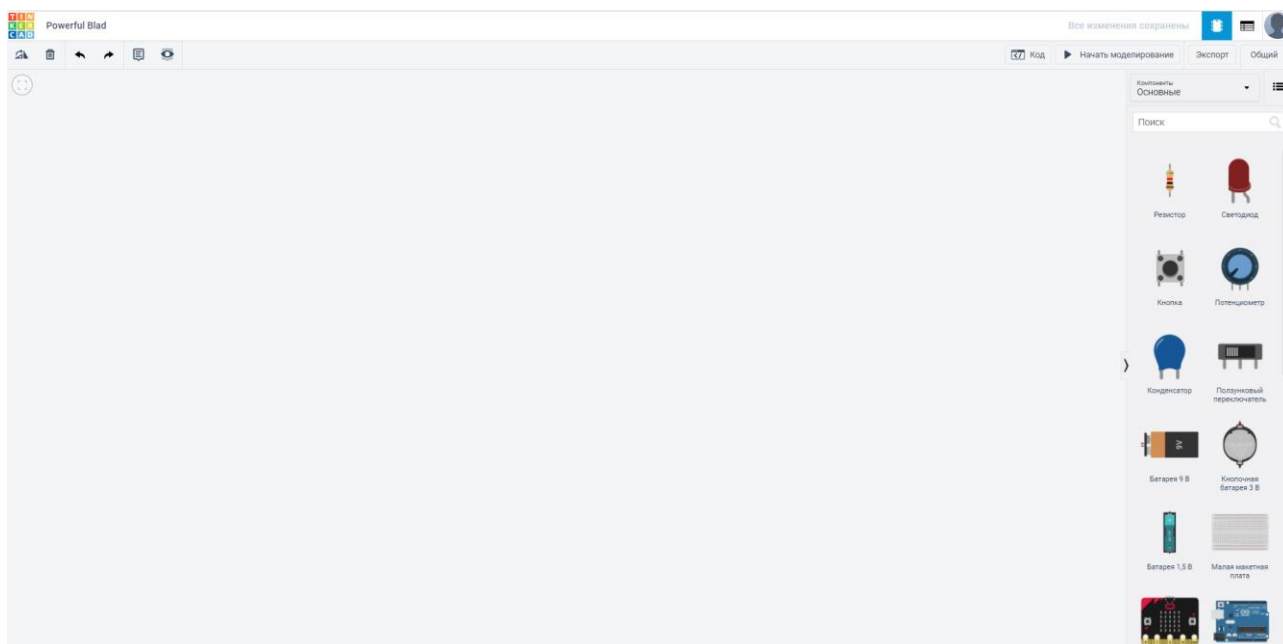 TIN
KER
CAD
Powerful Blad
Все изменения сохранены
Код
Начать моделирование
Экспорт
Общий
Компоненты
Основные
Поиск
Резистор
Светодиод
Кнопка
Потенциометр
Конденсатор
Ползунковый
переключатель
9V
Батарея 9 В
Кнопочная
батарея 3 В
Батарея 1,5 В
Малая макетная
плата